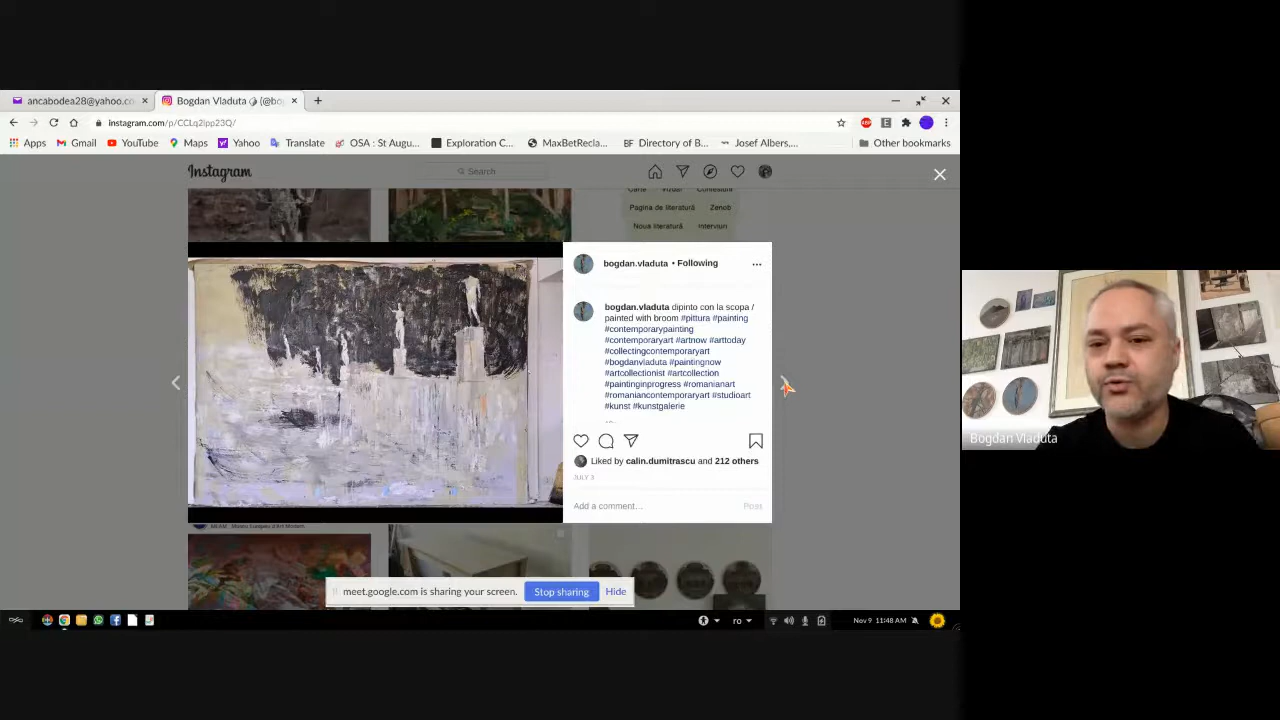 ancabodea28@yahoo.co
Bogdan Vladuta (@bo
instagram.com/p/CCLq2ipp23Q/
Apps Gmail YouTube Maps Yahoo Translate OSA : St Augu... Exploration C... MaxBetRecla... Directory of B... Josef Albers,... Other bookmarks
Instagram
Search
Pagina de literatură Zenob
Noua literatură Interviuri
bogdan.vladuta • Following
bogdan.vladuta dipinto con la scopa /
painted with broom #pittura #painting
#contemporarypainting
#contemporaryart #artnow #arttoday
#collectingcontemporaryart
#bogdanvladuta #paintingnow
#artcollectionist #artcollection
#paintinginprogress #romanianart
#romaniancontemporaryart #studioart
#kunst #kunstgalerie
Liked by calin.dumitrascu and 212 others
JULY 3
Add a comment...
Post
Bogdan Vladuta
meet.google.com is sharing your screen. Stop sharing Hide
ro
Nov 9 11:48 AM